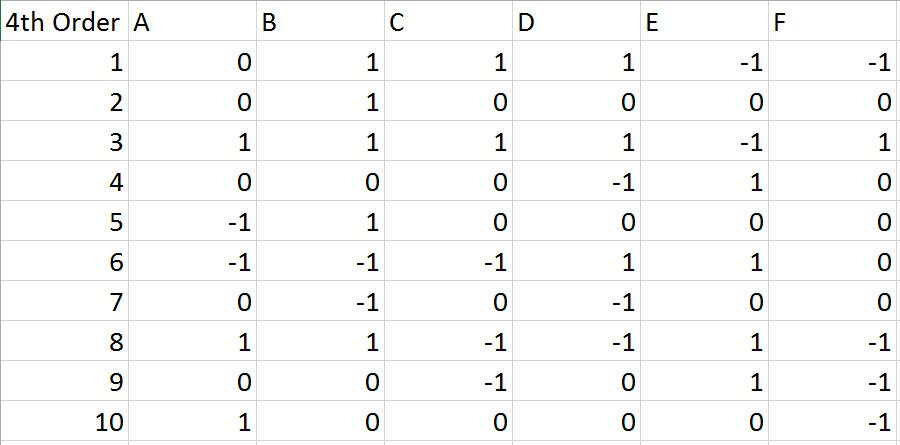 4th Order A B C D E F
1 0 1 1 1 -1 -1
2 0 1 0 0 0 0
3 1 1 1 1 -1 1
4 0 0 0 -1 1 0
5 -1 1 0 0 0 0
6 -1 -1 -1 1 1 0
7 0 -1 0 -1 0 0
8 1 1 -1 -1 1 -1
9 0 0 -1 0 1 -1
10 1 0 0 0 0 -1